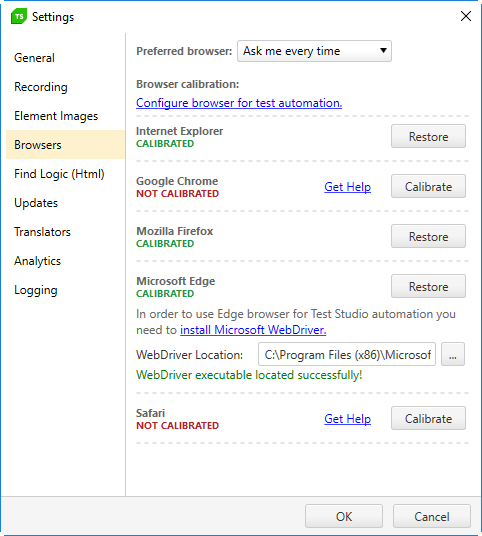 TS Settings
General
Recording
Element Images
Browsers
Find Logic (Html)
Updates
Translators
Analytics
Logging
Preferred browser: Ask me every time
Browser calibration:
Configure browser for test automation.
Internet Explorer
CALIBRATED
Restore
Google Chrome
NOT CALIBRATED
Get Help
Calibrate
Mozilla Firefox
CALIBRATED
Restore
Microsoft Edge
CALIBRATED
Restore
In order to use Edge browser for Test Studio automation you
need to install Microsoft WebDriver.
WebDriver Location: C:\Program Files (x86)\Microsof ...
WebDriver executable located successfully!
Safari
NOT CALIBRATED
Get Help
Calibrate
OK
Cancel